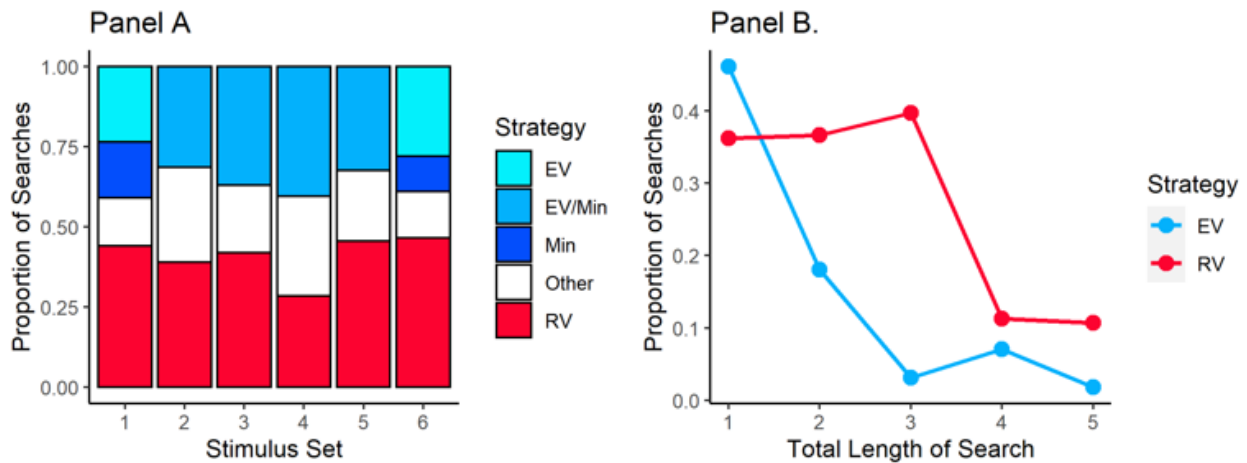 Panel A
Proportion of Searches
1.00
0.75
0.50
0.25
0.00
1 2 3 4 5 6
Stimulus Set
Strategy
EV
EV/Min
Min
Other
RV
Panel B.
Proportion of Searches
0.4
0.3
0.2
0.1
0.0
1 2 3 4 5
Total Length of Search
Strategy
EV
RV